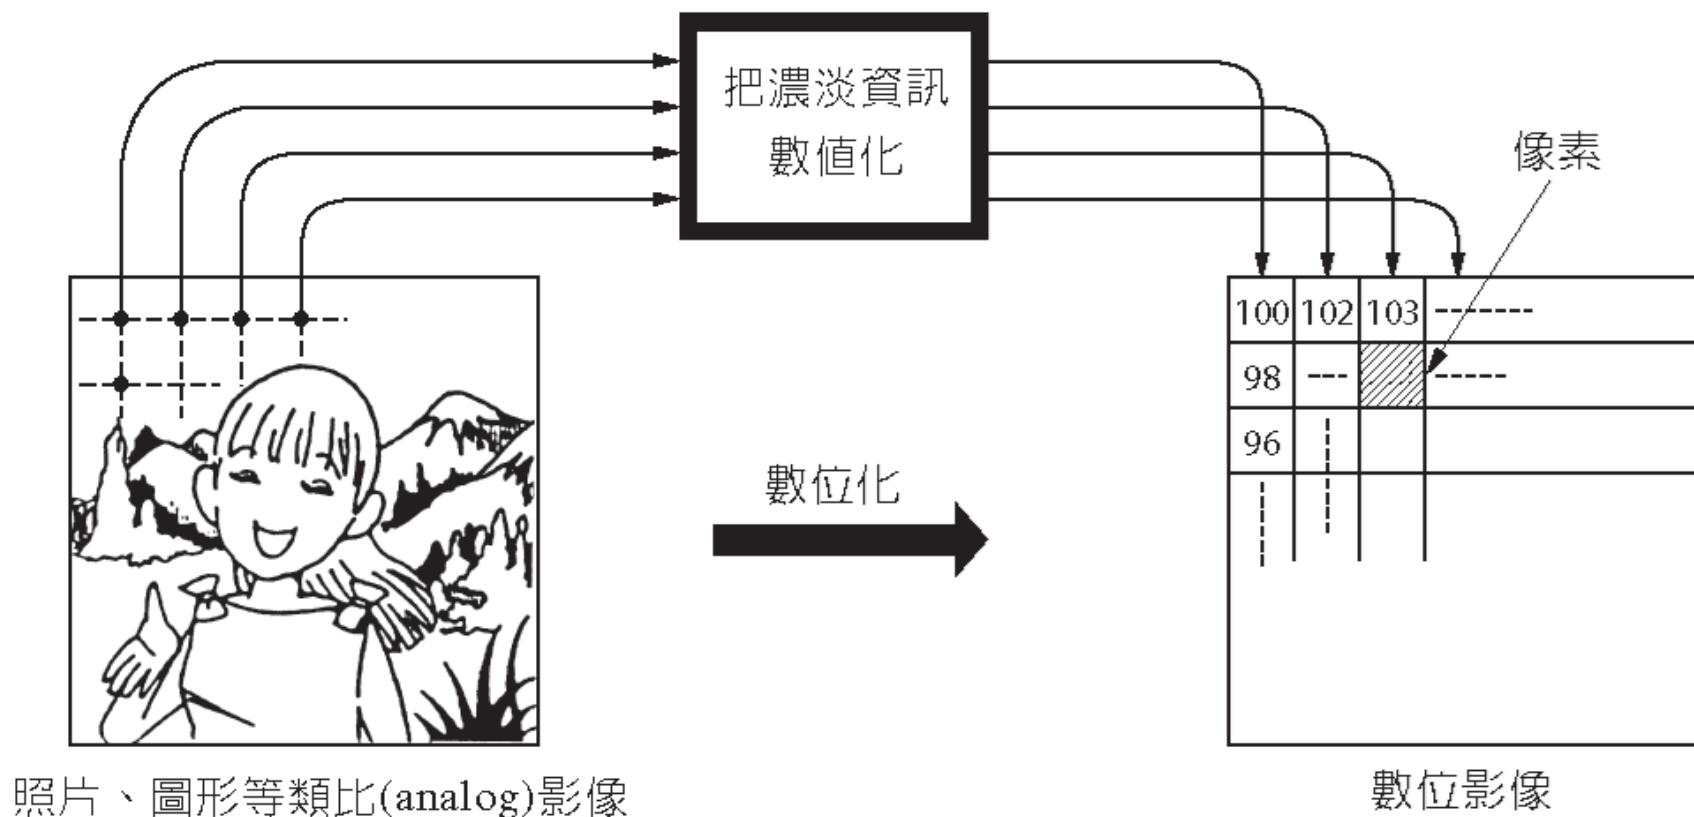 把濃淡資訊
數值化
像素
100 102 103
98
96
數位化
照片、圖形等類比(analog)影像
數位影像